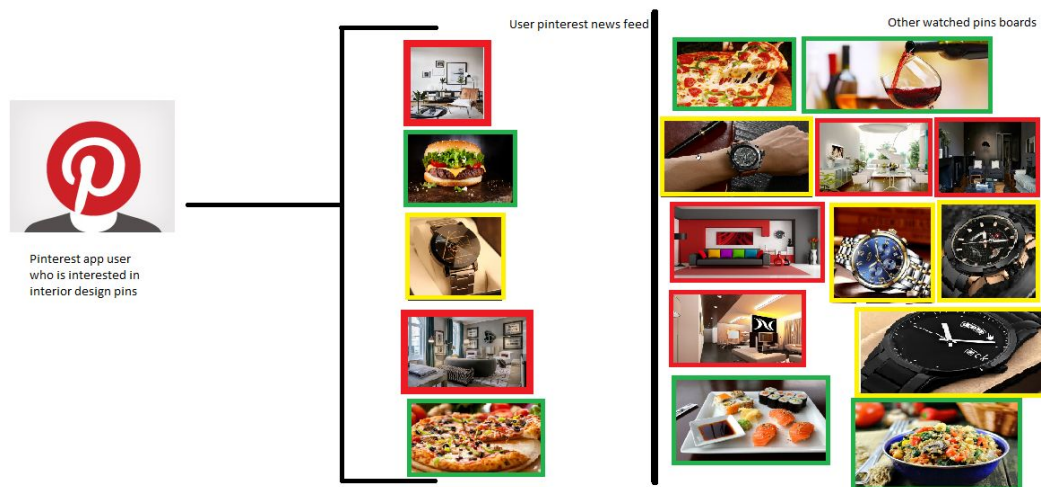 User pinterest news feed
Other watched pins boards
Pinterest app user
who is interested in
interior design pins